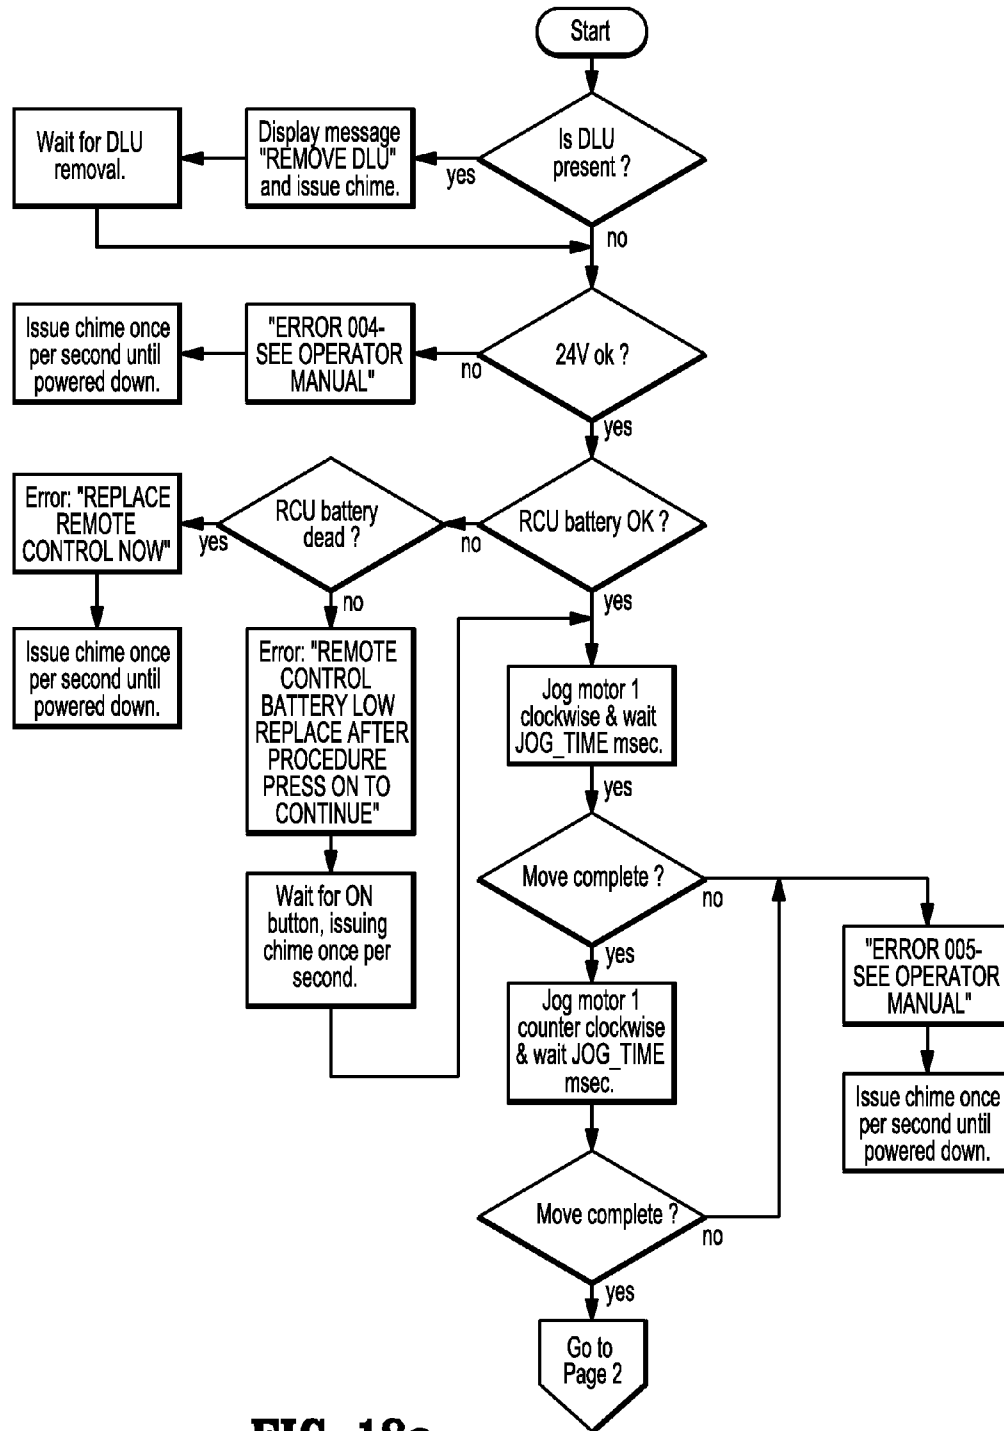 Start
Is DLU
present ?
yes
Display message
"REMOVE DLU"
and issue chime.
Wait for DLU
removal.
no
24V ok ?
no
"ERROR 004-
SEE OPERATOR
MANUAL"
Issue chime once
per second until
powered down.
yes
RCU battery OK ?
no
RCU battery
dead ?
yes
Error: "REPLACE
REMOTE
CONTROL NOW"
Issue chime once
per second until
powered down.
no
Error: "REMOTE
CONTROL
BATTERY LOW
REPLACE AFTER
PROCEDURE
PRESS ON TO
CONTINUE"
Wait for ON
button, issuing
chime once per
second.
yes
Jog motor 1
clockwise & wait
JOG_TIME msec.
yes
Move complete ?
no
"ERROR 005-
SEE OPERATOR
MANUAL"
Issue chime once
per second until
powered down.
yes
Jog motor 1
counter clockwise
& wait JOG_TIME
msec.
Move complete ?
no
yes
Go to
Page 2